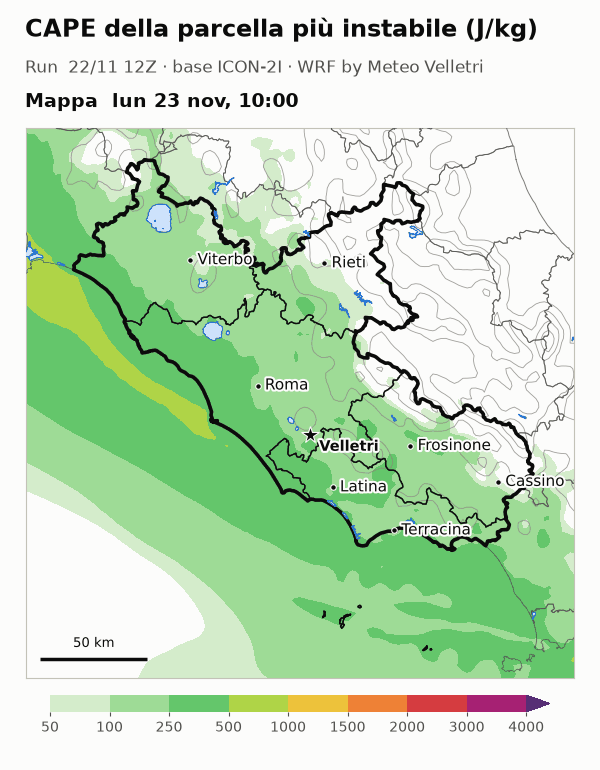 CAPE della parcella più instabile (J/kg)
Run 22/11 12Z · base ICON-2I · WRF by Meteo Velletri
Mappa lun 23 nov, 10:00
Viterbo
Rieti
Roma
Velletri
Frosinone
Cassino
Latina
Terracina
50 km
50 100 250 500 1000 1500 2000 3000 4000